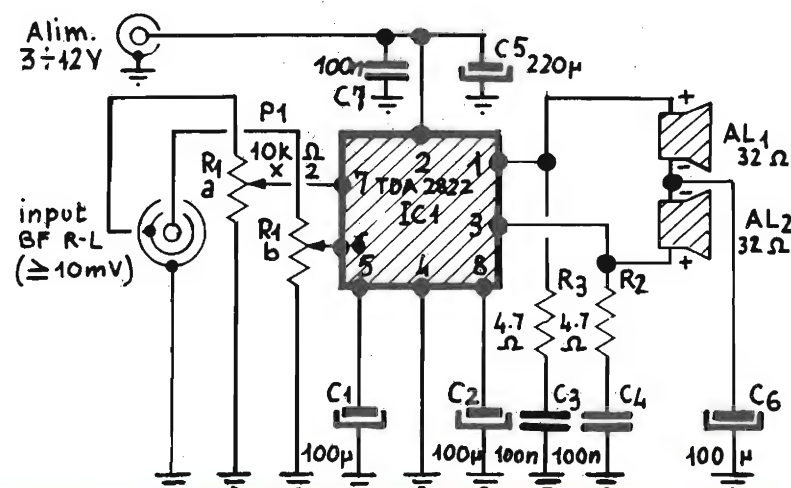 Alim.
3÷12V
100n
C7
C5
220µ
P1
10k Ω
x 2
R1
a
R1
b
input
BF R-L
(≥10mV)
2
7
1
TDA 2822
IC1
3
6
5
4
8
AL1
32 Ω
AL2
32 Ω
+
-
-
+
R3
R2
4.7
Ω
4.7
Ω
C1
100µ
C2
100µ
C3
100n
C4
100n
C6
100 µ